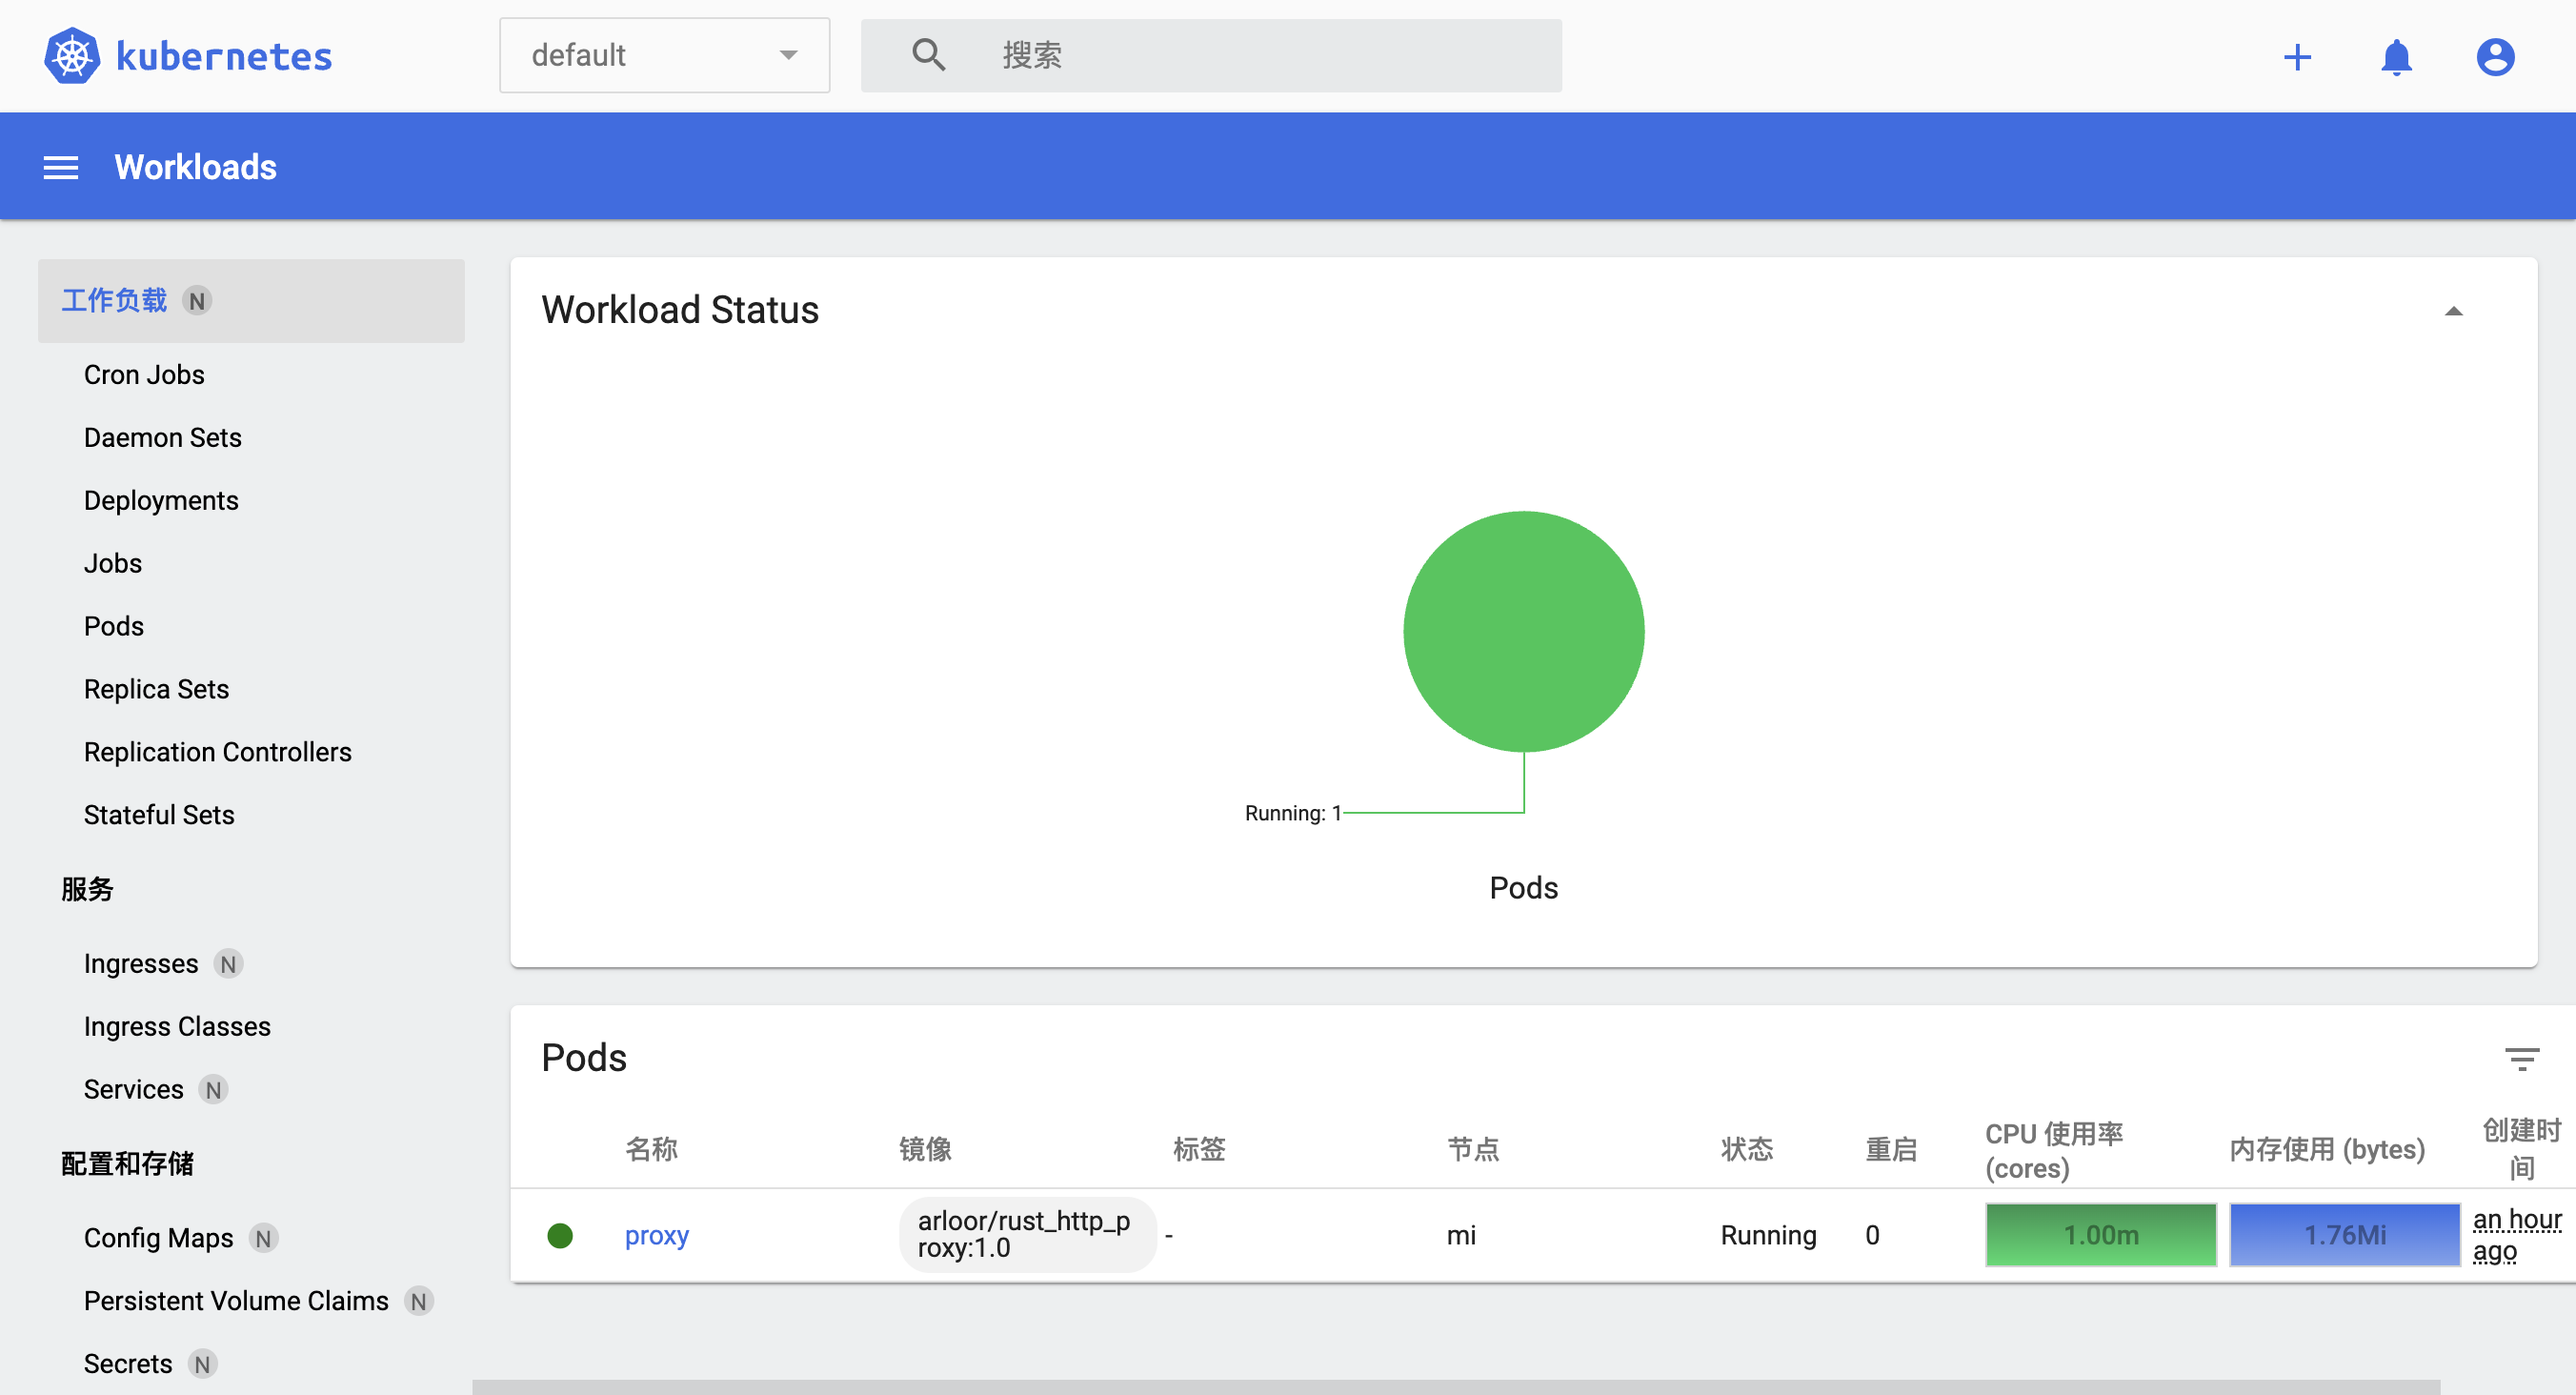 kubernetes
default
搜索
Workloads
工作负载 N
Cron Jobs
Daemon Sets
Deployments
Jobs
Pods
Replica Sets
Replication Controllers
Stateful Sets
服务
Ingresses N
Ingress Classes
Services N
配置和存储
Config Maps N
Persistent Volume Claims N
Secrets N
Workload Status
Running: 1
Pods
Pods
名称 镜像 标签 节点 状态 重启 CPU 使用率 (cores) 内存使用 (bytes) 创建时间
proxy arloor/rust_http_p
roxy:1.0 - mi Running 0 1.00m 1.76Mi an hour
ago